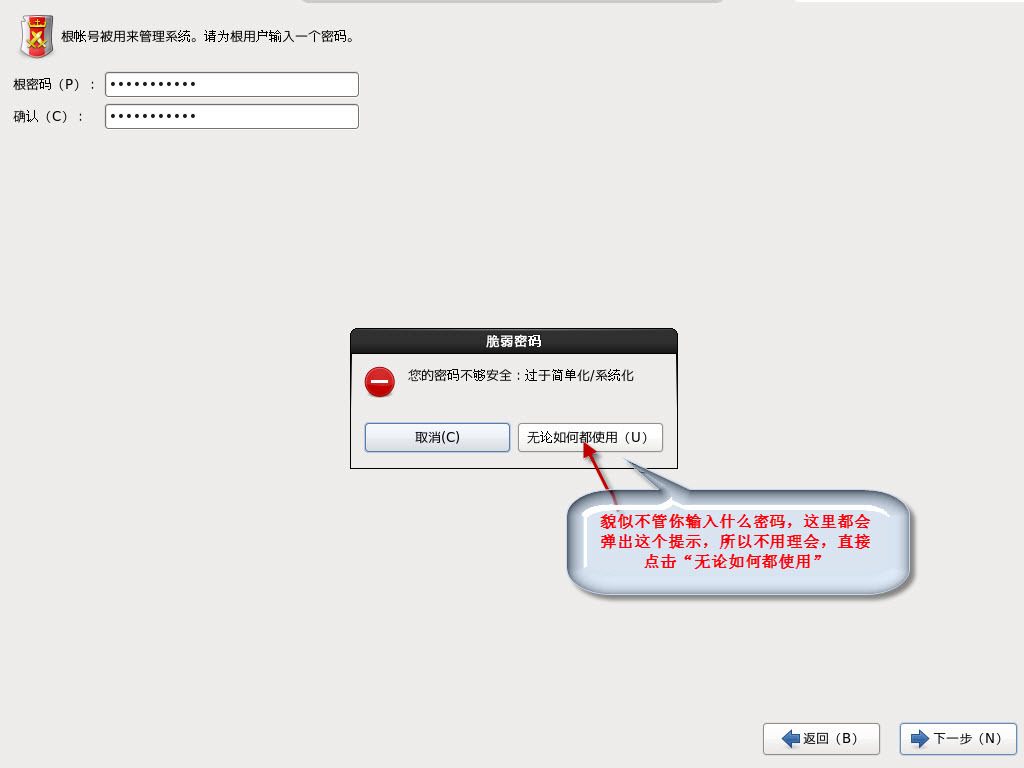 根帐号被用来管理系统。请为根用户输入一个密码。
根密码（P）：
•••••••••••
确认（C）：
•••••••••••
脆弱密码
您的密码不够安全：过于简单化/系统化
取消(C)
无论如何都使用（U）
貌似不管你输入什么密码，这里都会
弹出这个提示，所以不用理会，直接
点击“无论如何都使用”
返回（B）
下一步（N）